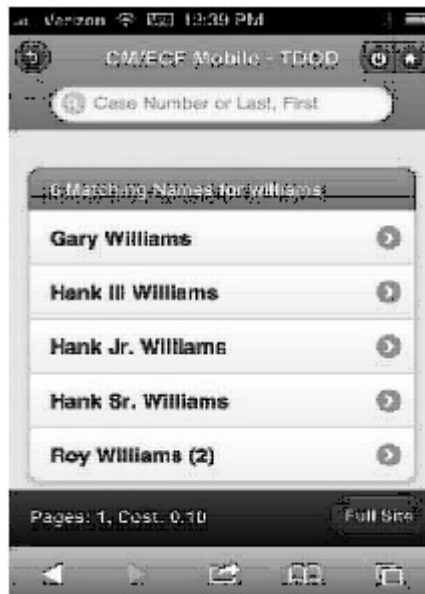 Verizon 12:39 PM
CM/ECF Mobile - TDOD
Case Number or Last, First
6 Matching Names for williams
Gary Williams
Hank III Williams
Hank Jr. Williams
Hank Sr. Williams
Roy Williams (2)
Pages: 1, Cost: 0.10
Full Site